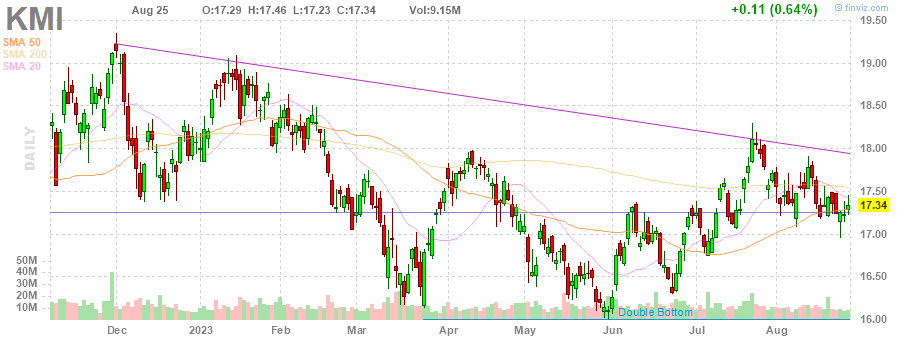 KMI
Aug 25 O:17.29 H:17.46 L:17.23 C:17.34 Vol:9.15M +0.11 (0.64%) © finviz.com
SMA 50
SMA 200
SMA 20
DAILY
19.50
19.00
18.50
18.00
17.50
17.34
17.00
16.50
16.00
50M
40M
30M
20M
10M
Double Bottom
Dec 2023 Feb Mar Apr May Jun Jul Aug